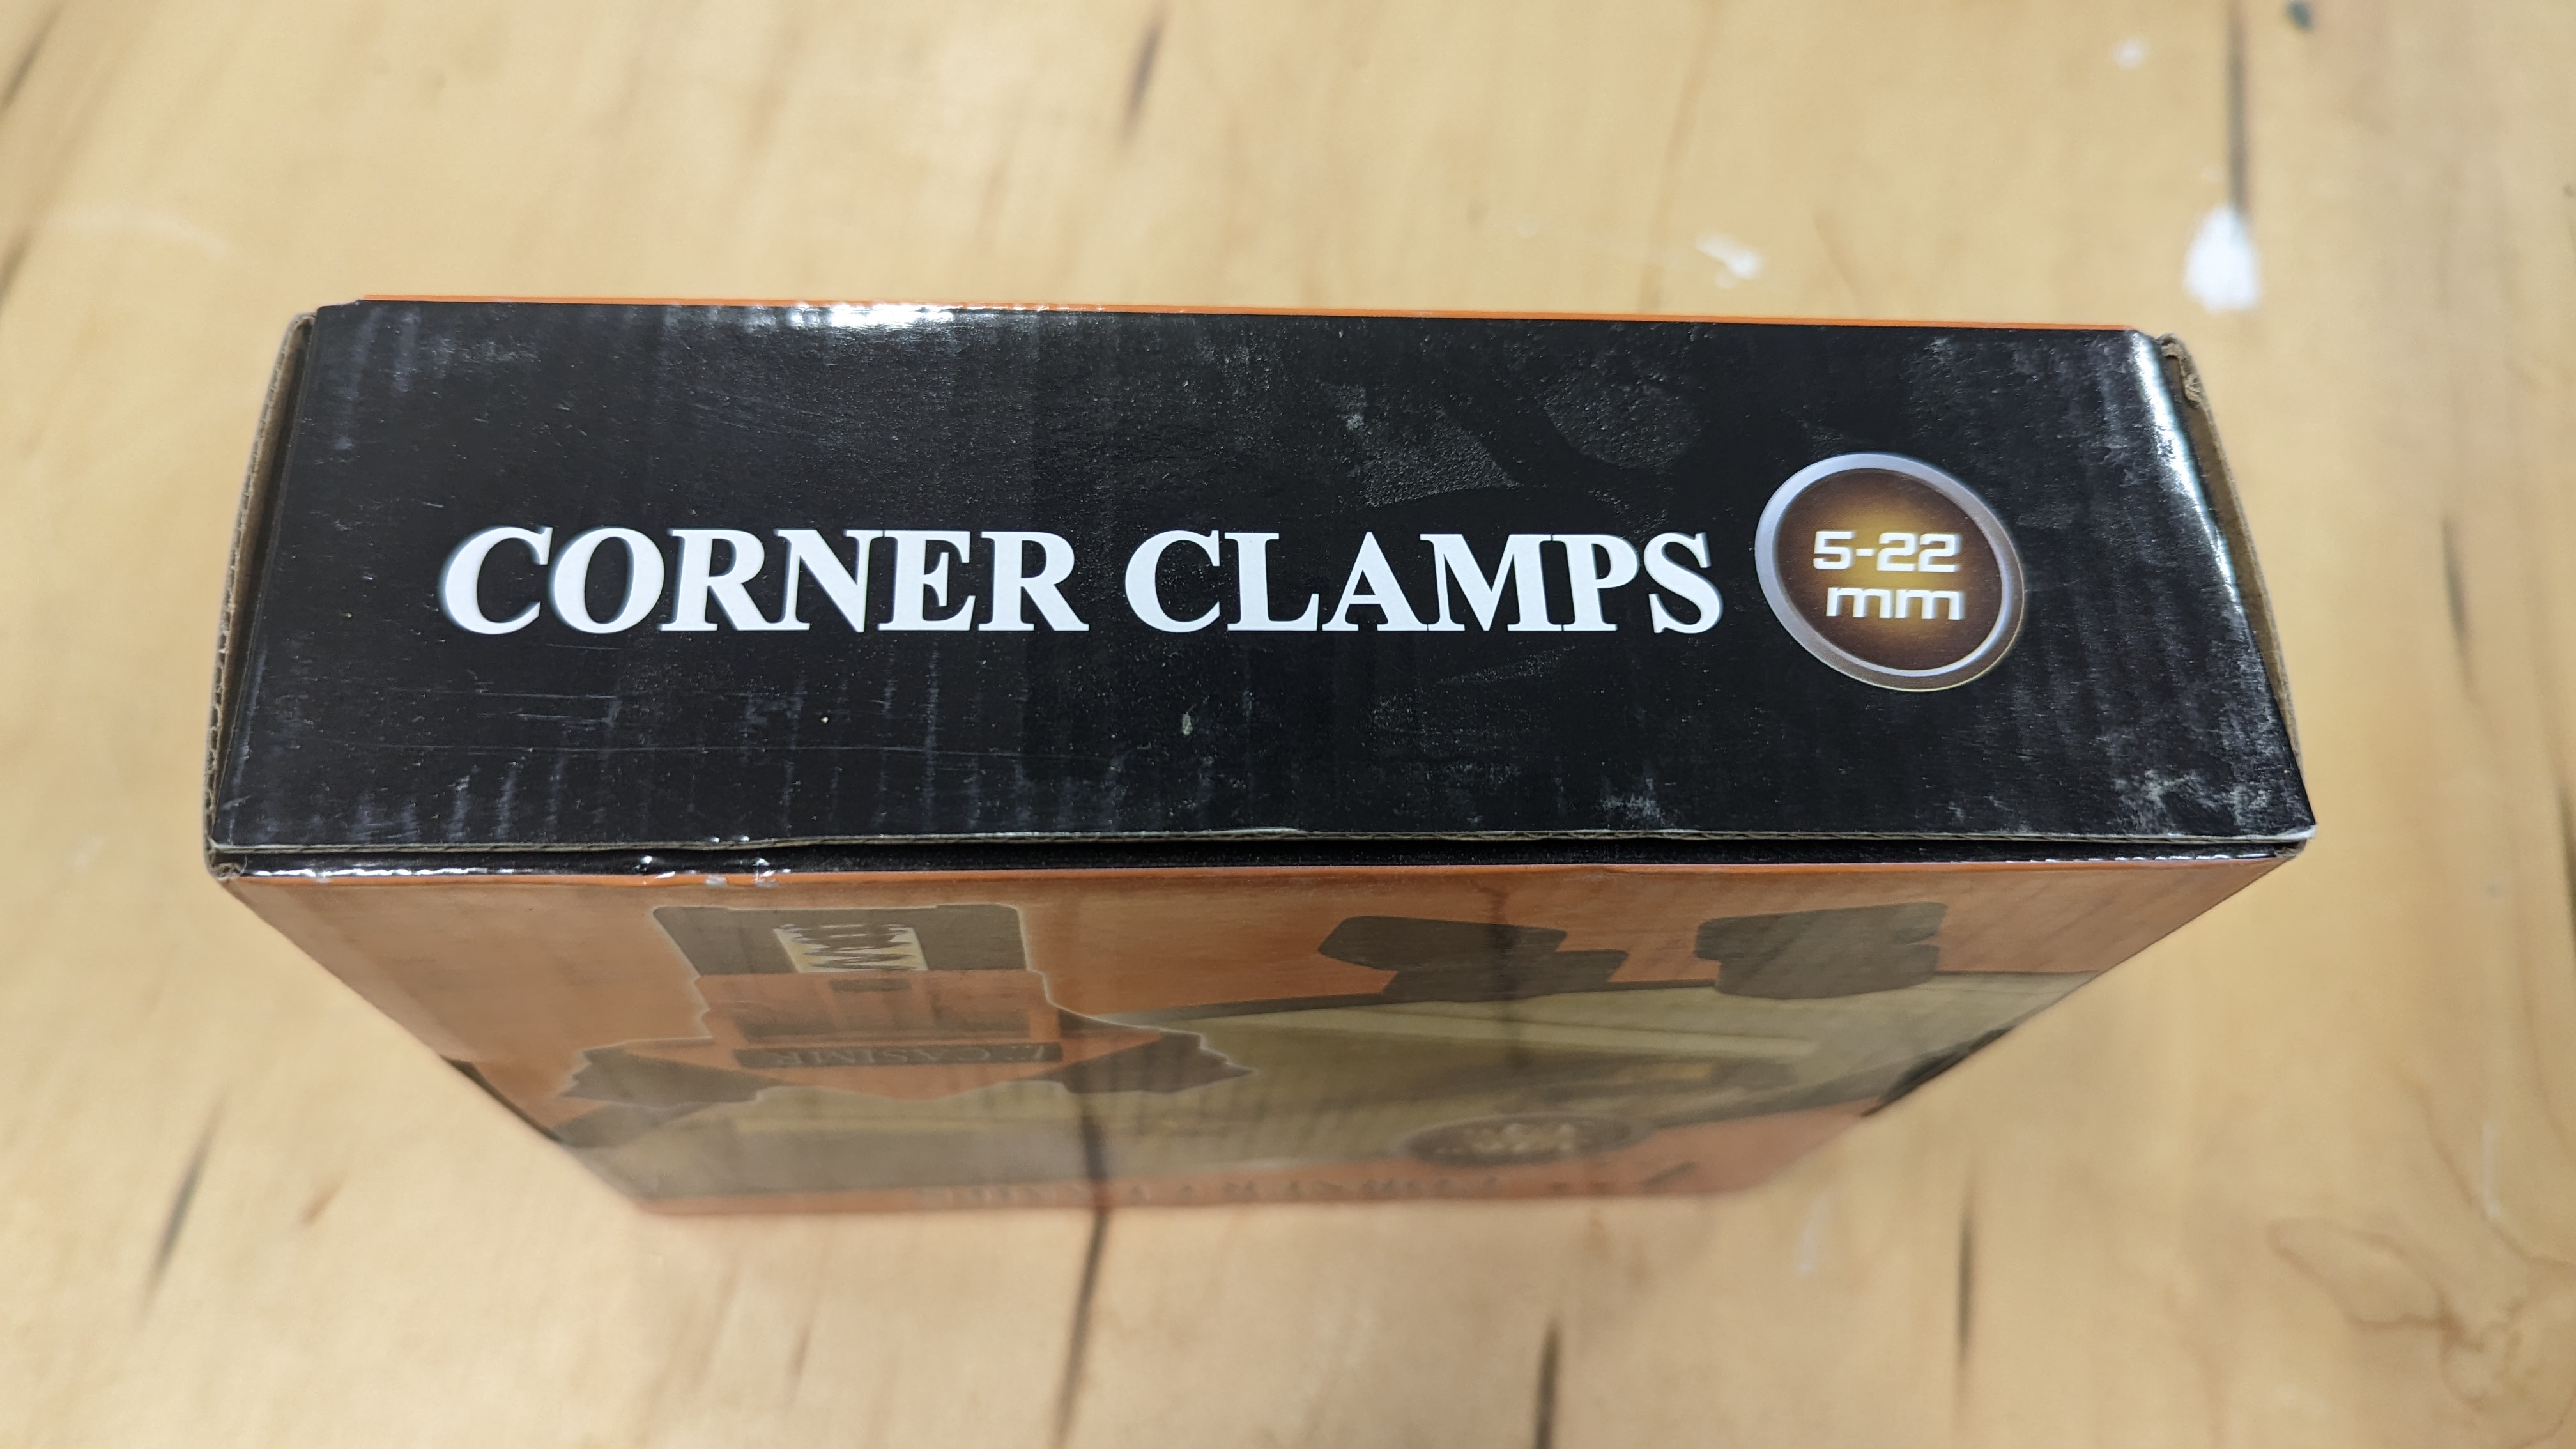 CORNER CLAMPS
5-22
mm